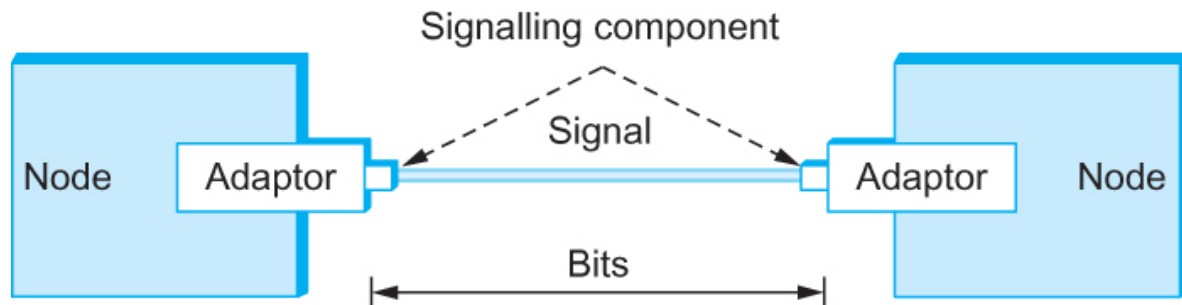 Signalling component
Signal
Node
Adaptor
Adaptor
Node
Bits